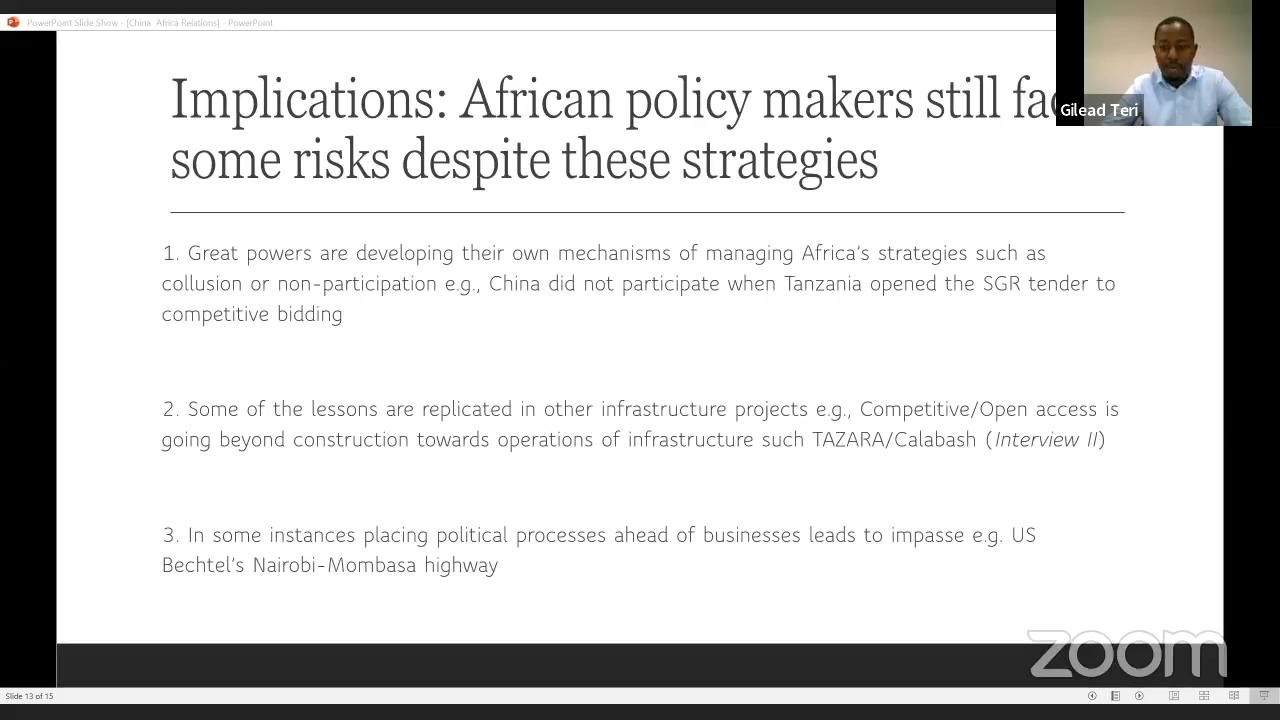 PowerPoint Slide Show - [China Africa Relations] - PowerPoint
Gilead Teri
Implications: African policy makers still fac
some risks despite these strategies
1. Great powers are developing their own mechanisms of managing Africa's strategies such as
collusion or non-participation e.g., China did not participate when Tanzania opened the SGR tender to
competitive bidding
2. Some of the lessons are replicated in other infrastructure projects e.g., Competitive/Open access is
going beyond construction towards operations of infrastructure such TAZARA/Calabash (Interview II)
3. In some instances placing political processes ahead of businesses leads to impasse e.g. US
Bechtel's Nairobi-Mombasa highway
zoom
Slide 13 of 15